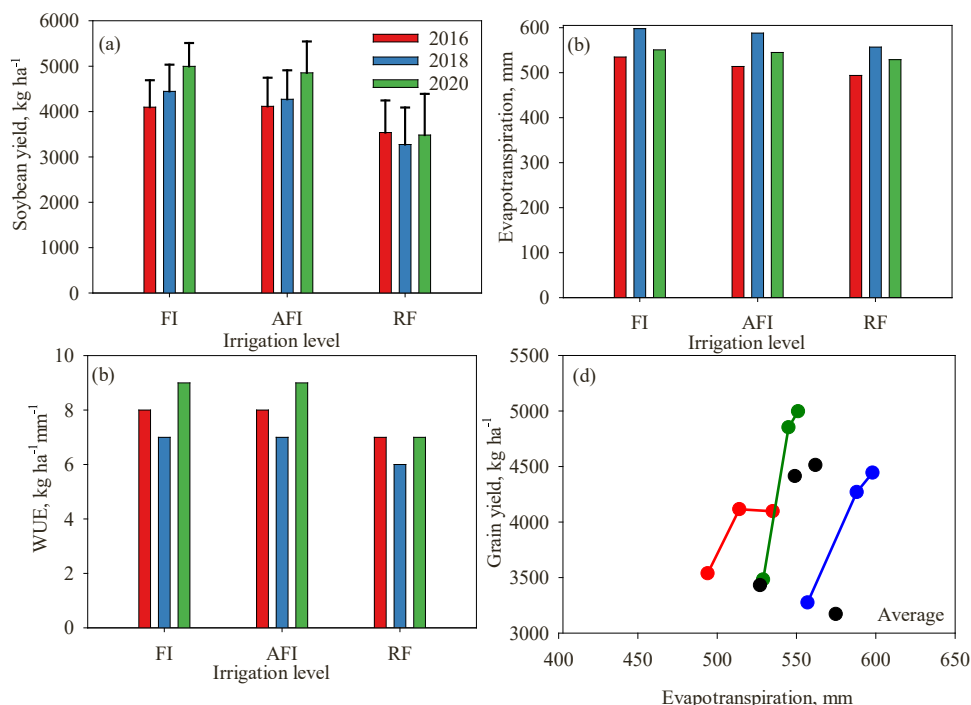 (a)
2016
2018
2020
6000
5000
4000
3000
2000
1000
0
Soybean yield, kg ha⁻¹
FI AFI RF
Irrigation level
(b)
600
500
400
300
200
100
0
Evapotranspiration, mm
FI AFI RF
Irrigation level
(b)
10
8
6
4
2
0
WUE, kg ha⁻¹ mm⁻¹
FI AFI RF
Irrigation level
(d)
5500
5000
4500
4000
3500
3000
Grain yield, kg ha⁻¹
Average
400 450 500 550 600 650
Evapotranspiration, mm